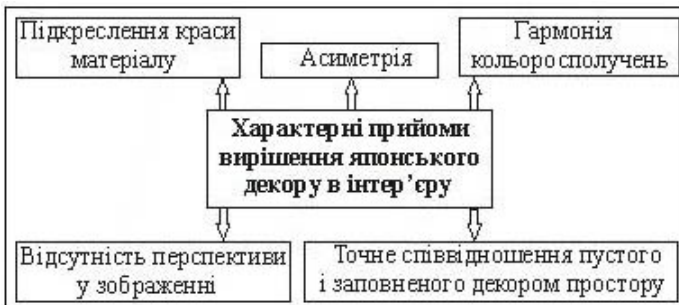 Підкреслення краси
матеріалу
Асиметрія
Гармонія
кольоросполучень
Характерні прийоми
вирішення японського
декору в інтер’єру
Відсутність перспективи
у зображенні
Точне співвідношення пустого
і заповненого декором простору